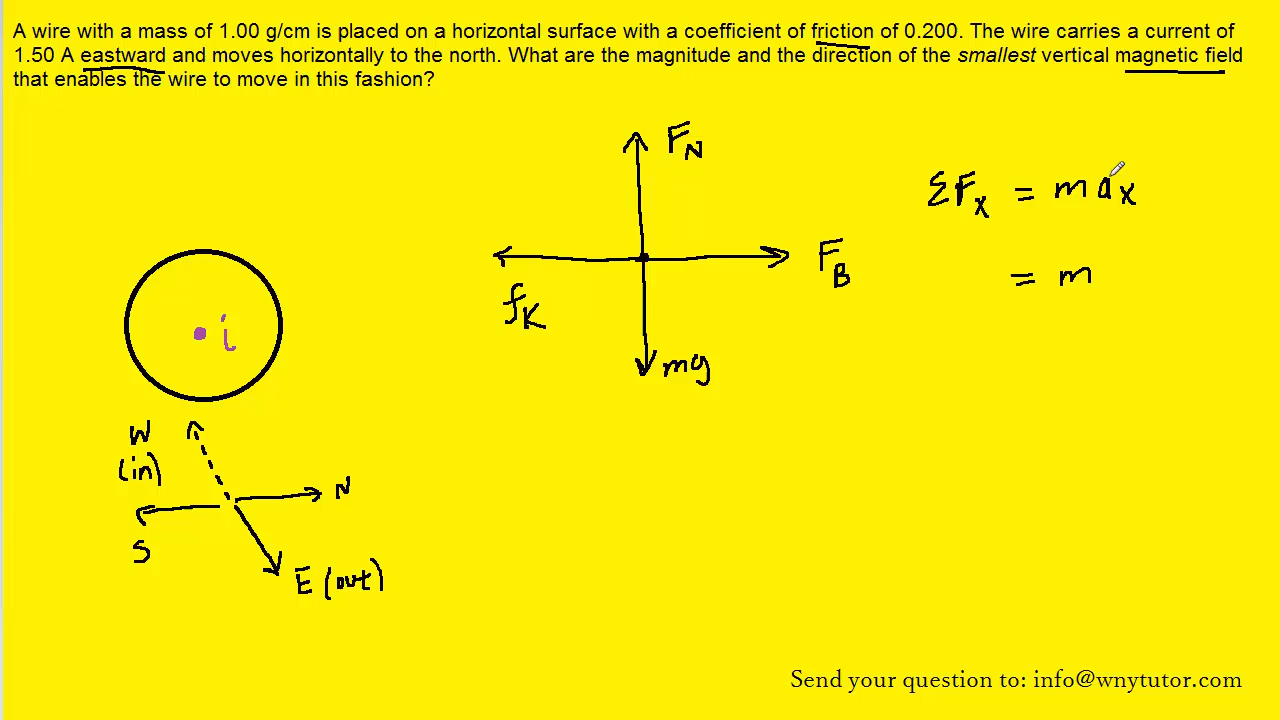 A wire with a mass of 1.00 g/cm is placed on a horizontal surface with a coefficient of friction of 0.200. The wire carries a current of
1.50 A eastward and moves horizontally to the north. What are the magnitude and the direction of the smallest vertical magnetic field
that enables the wire to move in this fashion?
F_N
ΣF_x = ma_x
F_B
= m
f_K
i
mg
W
(in)
N
S
E (out)
Send your question to: info@wnytutor.com